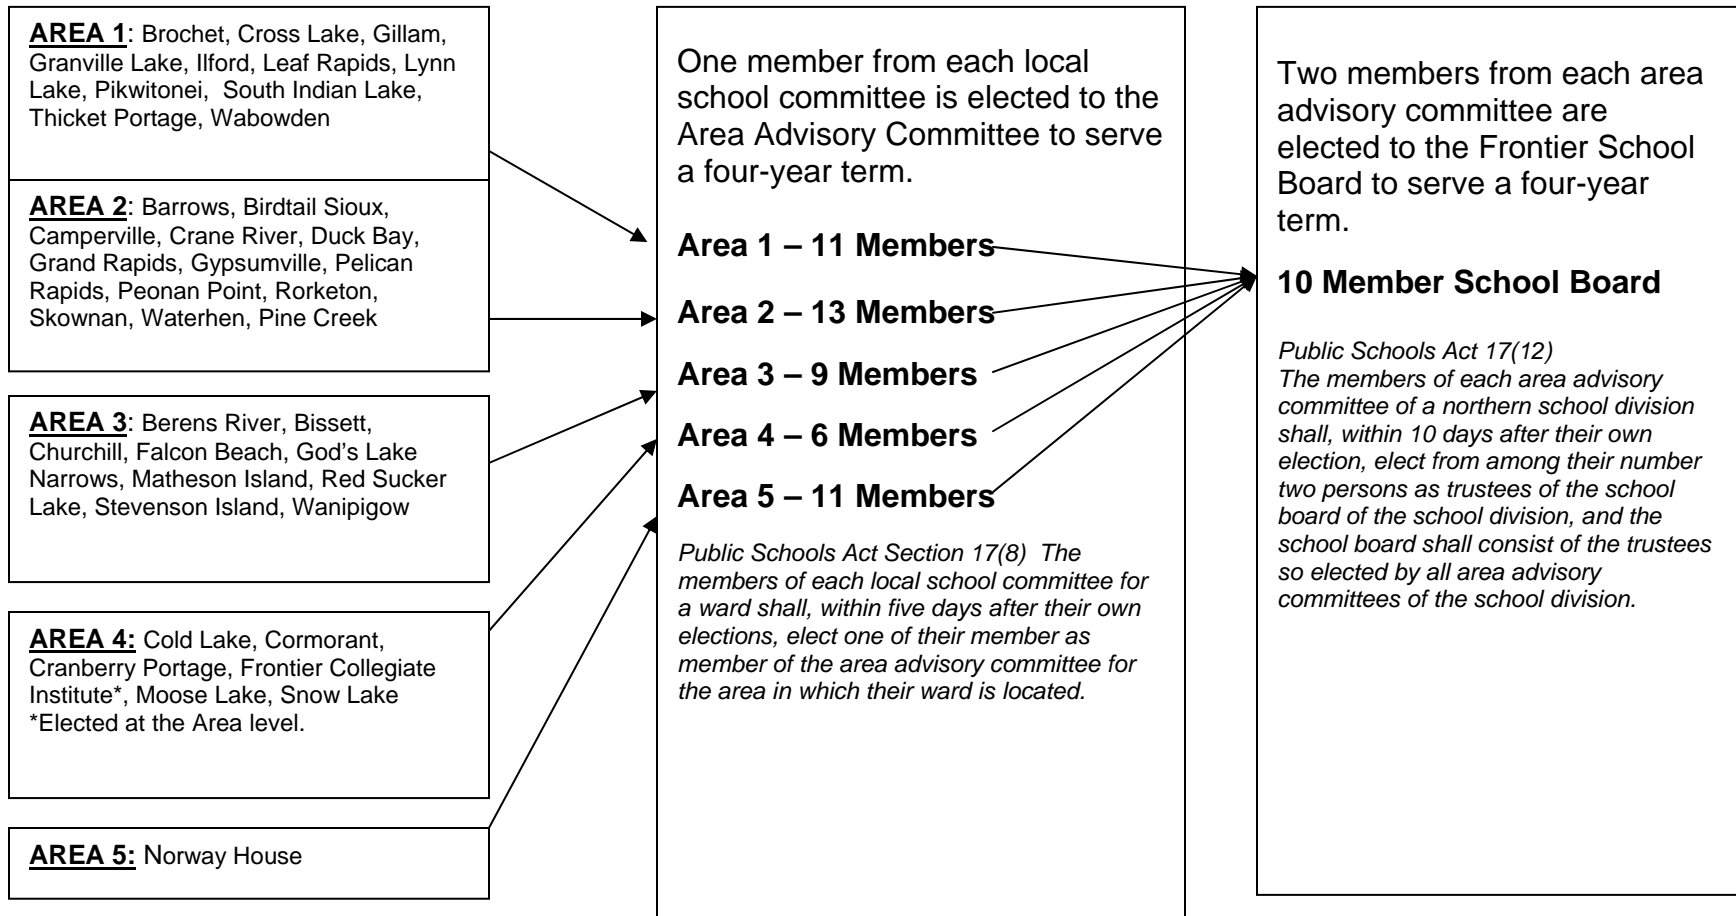 AREA 1: Brochet, Cross Lake, Gillam,
Granville Lake, Ilford, Leaf Rapids, Lynn
Lake, Pikwitonei, South Indian Lake,
Thicket Portage, Wabowden
AREA 2: Barrows, Birdtail Sioux,
Camperville, Crane River, Duck Bay,
Grand Rapids, Gypsumville, Pelican
Rapids, Peonan Point, Rorketon,
Skownan, Waterhen, Pine Creek
AREA 3: Berens River, Bissett,
Churchill, Falcon Beach, God's Lake
Narrows, Matheson Island, Red Sucker
Lake, Stevenson Island, Wanipigow
AREA 4: Cold Lake, Cormorant,
Cranberry Portage, Frontier Collegiate
Institute*, Moose Lake, Snow Lake
*Elected at the Area level.
AREA 5: Norway House
One member from each local
school committee is elected to the
Area Advisory Committee to serve
a four-year term.
Area 1 – 11 Members
Area 2 – 13 Members
Area 3 – 9 Members
Area 4 – 6 Members
Area 5 – 11 Members
Public Schools Act Section 17(8) The
members of each local school committee for
a ward shall, within five days after their own
elections, elect one of their member as
member of the area advisory committee for
the area in which their ward is located.
Two members from each area
advisory committee are
elected to the Frontier School
Board to serve a four-year
term.
10 Member School Board
Public Schools Act 17(12)
The members of each area advisory
committee of a northern school division
shall, within 10 days after their own
election, elect from among their number
two persons as trustees of the school
board of the school division, and the
school board shall consist of the trustees
so elected by all area advisory
committees of the school division.